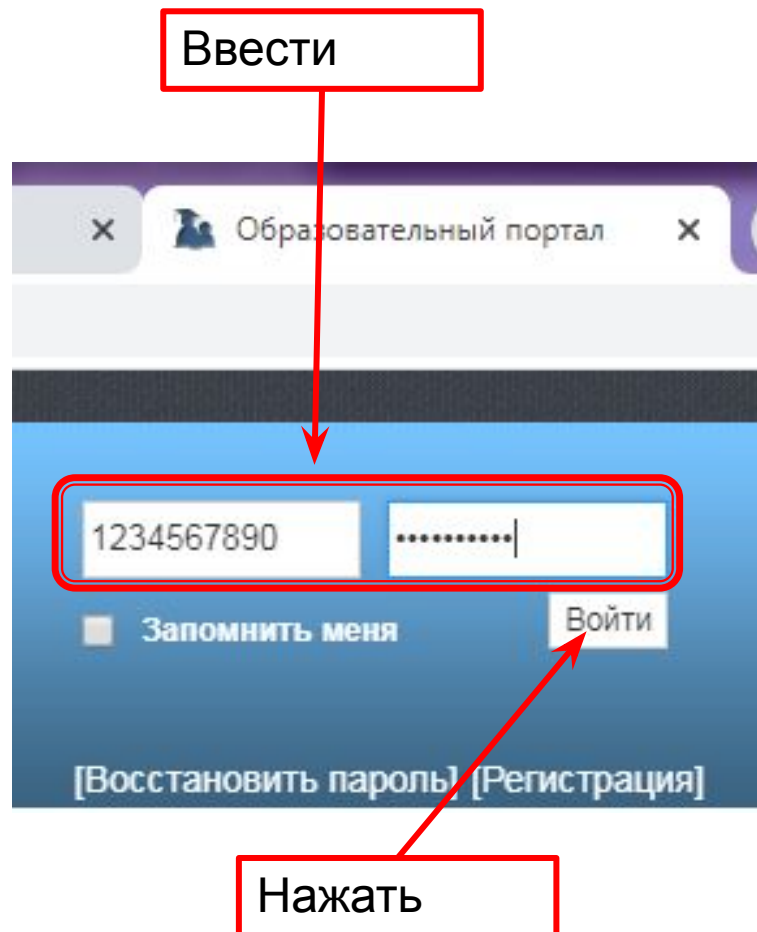 Ввести
Образовательный портал
1234567890 ••••••••••
Запомнить меня
Войти
[Восстановить пароль] [Регистрация]
Нажать